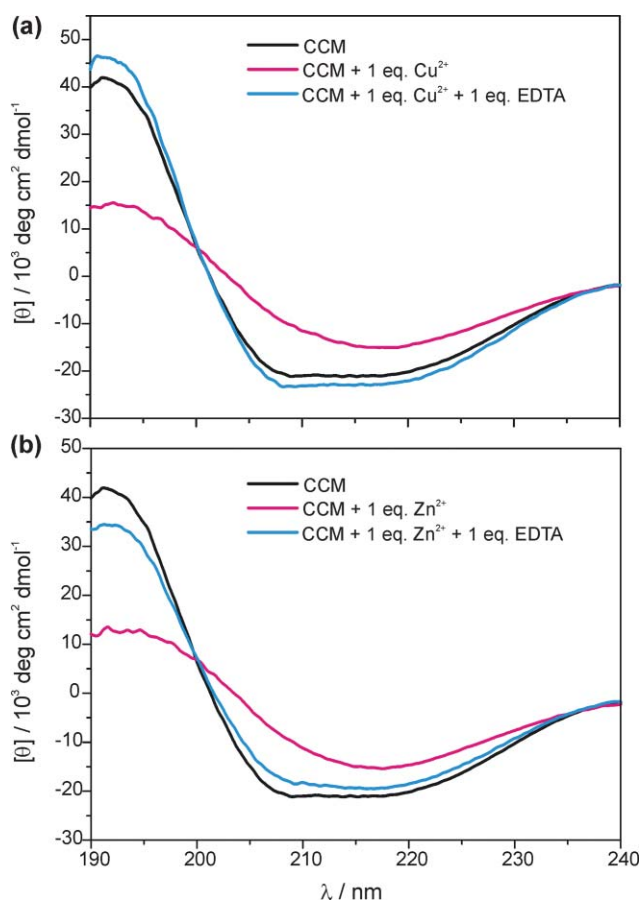 (a)
50
40
30
20
10
0
-10
-20
-30
[θ] / 10³ deg cm² dmol⁻¹
CCM
CCM + 1 eq. Cu²⁺
CCM + 1 eq. Cu²⁺ + 1 eq. EDTA
(b)
50
40
30
20
10
0
-10
-20
-30
[θ] / 10³ deg cm² dmol⁻¹
CCM
CCM + 1 eq. Zn²⁺
CCM + 1 eq. Zn²⁺ + 1 eq. EDTA
190 200 210 220 230 240
λ / nm